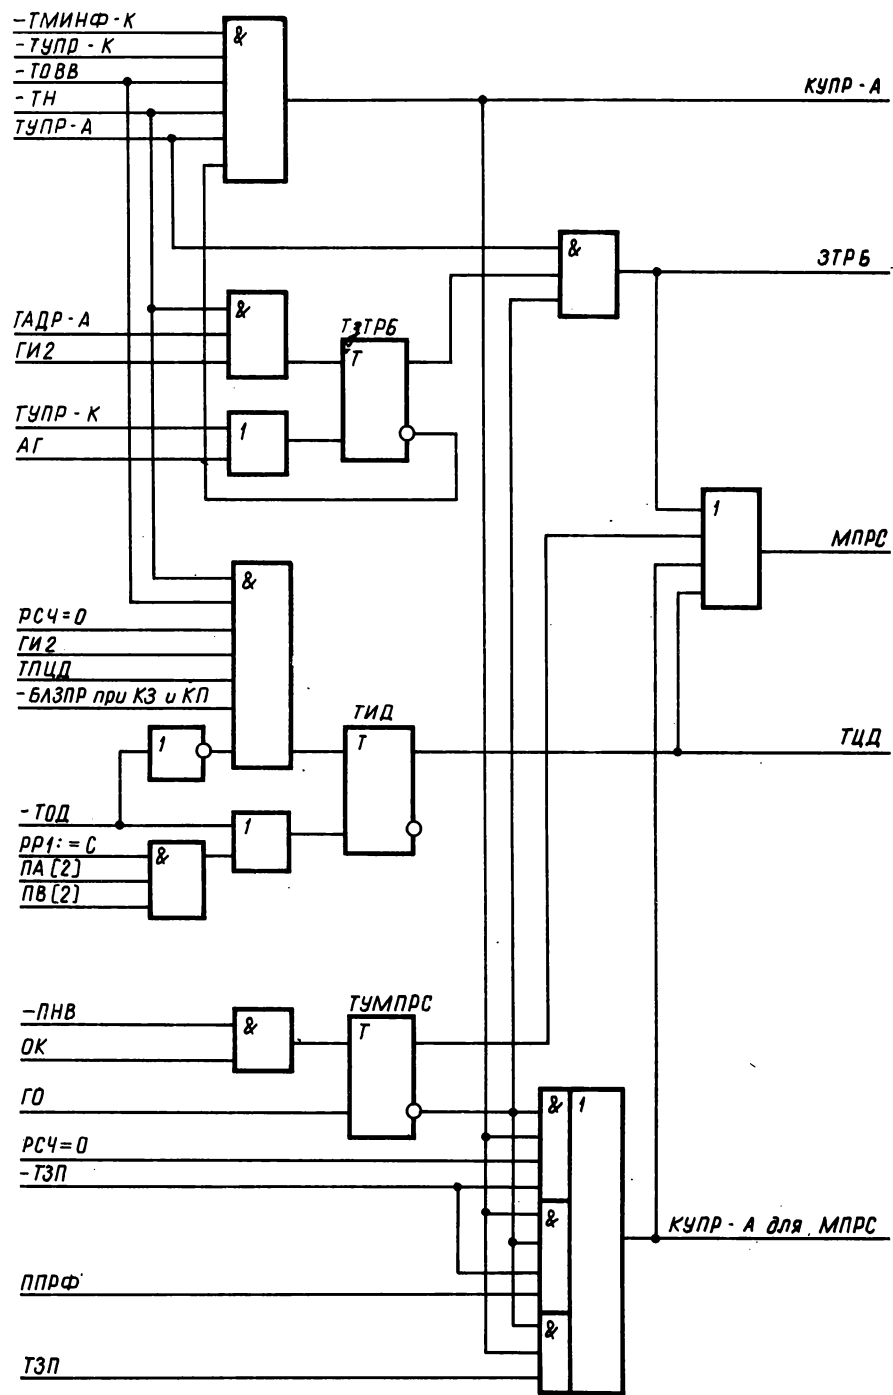 -ТМИНФ-К
&
-ТУПР-К
-ТОВВ
КУПР-А
-ТН
ТУПР-А
&
ЗТРБ
&
ТАДР-А
ТЗТРБ
Т
ГИ2
ТУПР-К
1
АГ
1
МПРС
&
РСЧ=0
ГИ2
ТПЦД
-БЛЗПР при КЗ и КП
ТИД
1
Т
ТЦД
-ТОД
1
РР1:=С
&
ПА[2]
ПВ[2]
ТУМПРС
-ПНВ
&
Т
ОК
ГО
& 1
РСЧ=0
-ТЗП
&
КУПР-А для МПРС
ППРФ
&
ТЗП